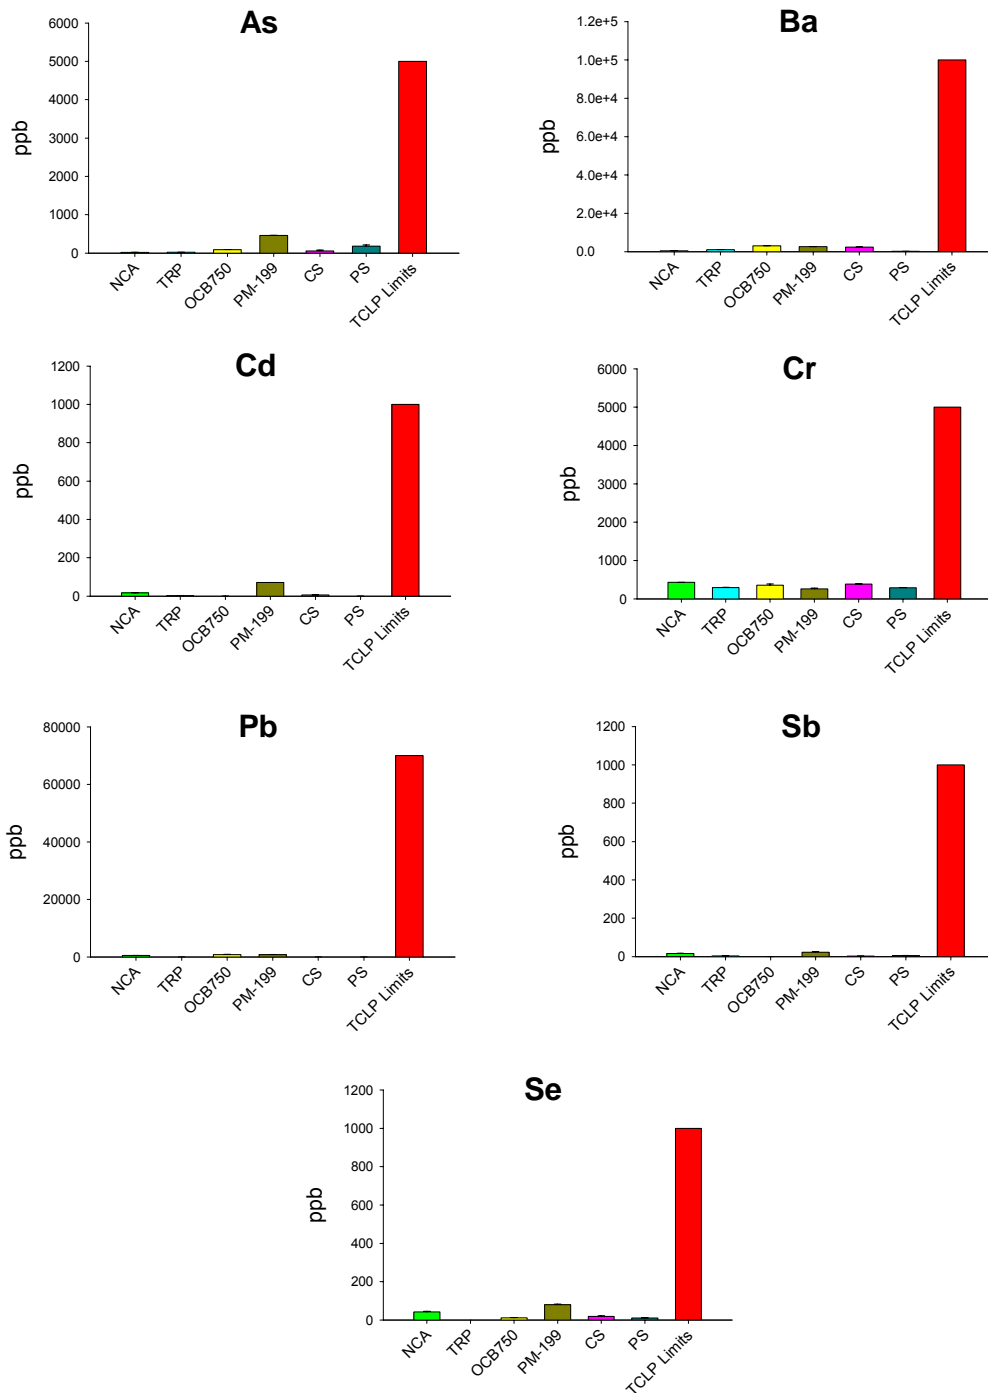 As
ppb
6000
5000
4000
3000
2000
1000
0
NCA
TRP
OCB750
PM-199
CS
PS
TCLP Limits
Ba
ppb
1.2e+5
1.0e+5
8.0e+4
6.0e+4
4.0e+4
2.0e+4
0.0
NCA
TRP
OCB750
PM-199
CS
PS
TCLP Limits
Cd
ppb
1200
1000
800
600
400
200
0
NCA
TRP
OCB750
PM-199
CS
PS
TCLP Limits
Cr
ppb
6000
5000
4000
3000
2000
1000
0
NCA
TRP
OCB750
PM-199
CS
PS
TCLP Limits
Pb
ppb
80000
60000
40000
20000
0
NCA
TRP
OCB750
PM-199
CS
PS
TCLP Limits
Sb
ppb
1200
1000
800
600
400
200
0
NCA
TRP
OCB750
PM-199
CS
PS
TCLP Limits
Se
ppb
1200
1000
800
600
400
200
0
NCA
TRP
OCB750
PM-199
CS
PS
TCLP Limits